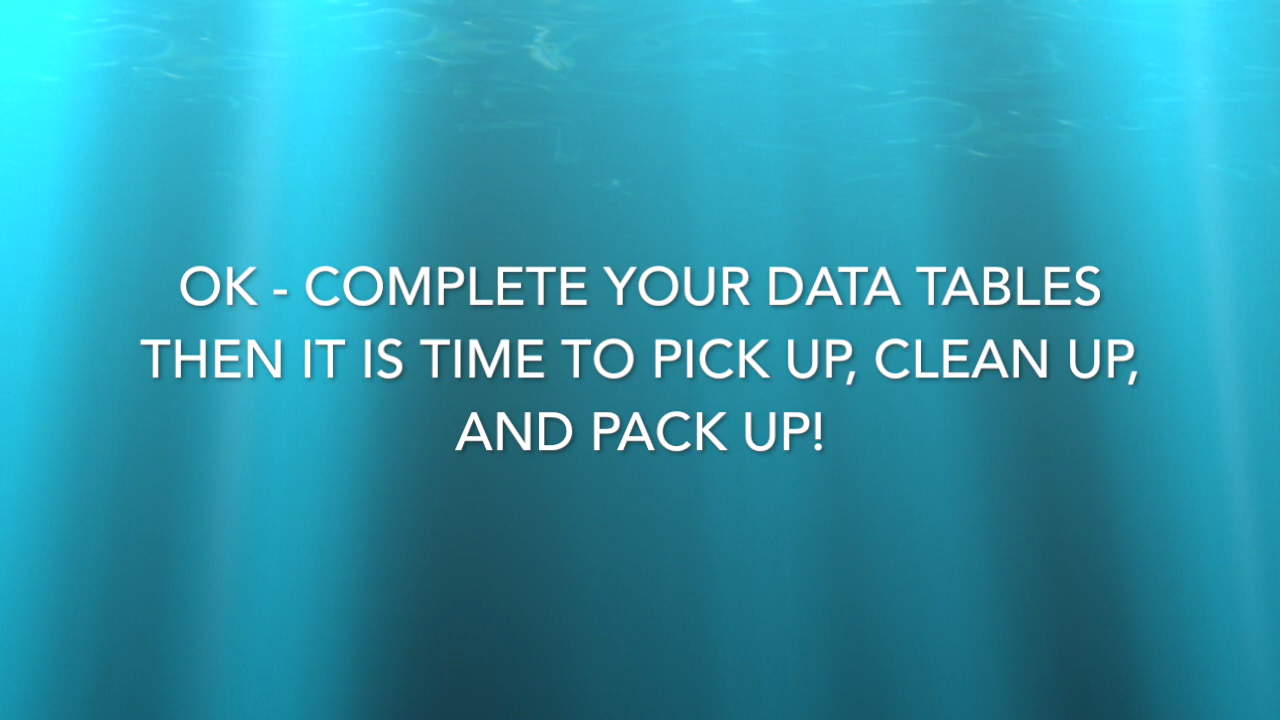 OK - COMPLETE YOUR DATA TABLES
THEN IT IS TIME TO PICK UP, CLEAN UP,
AND PACK UP!